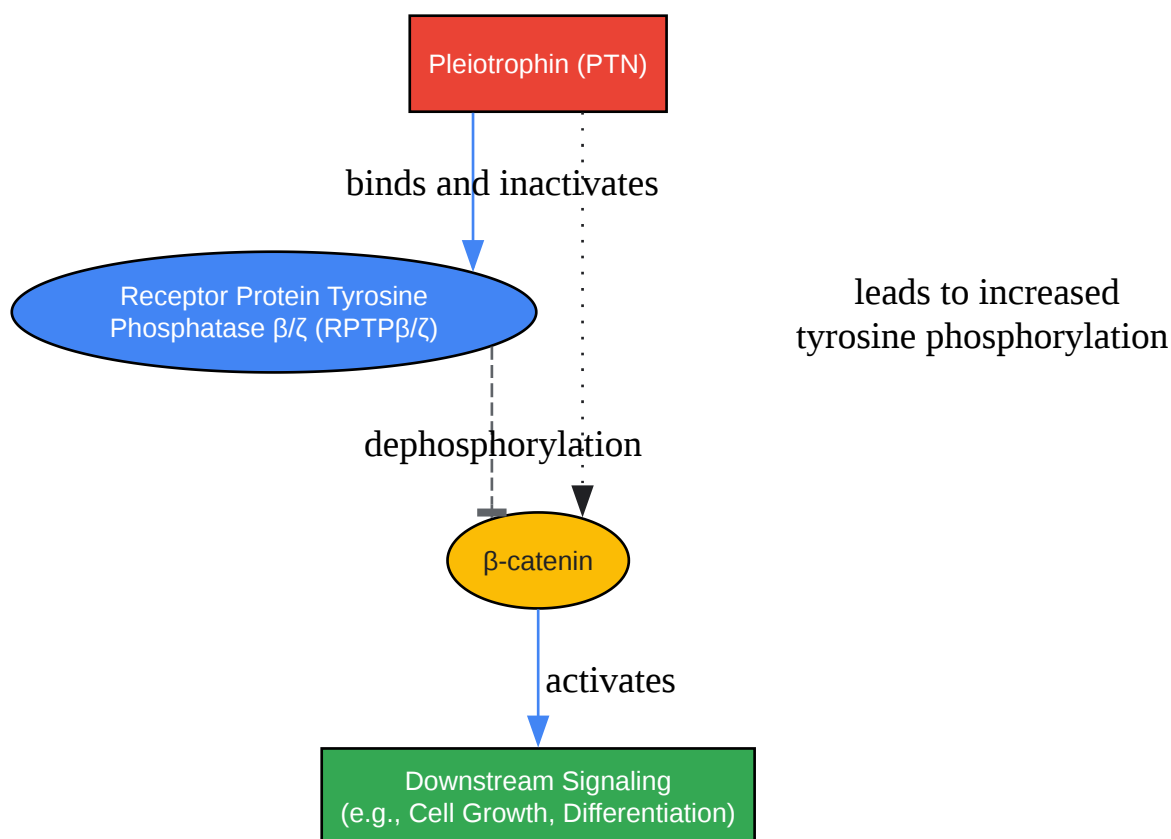 Pleiotrophin (PTN)
binds and inactivates
Receptor Protein Tyrosine
Phosphatase β/ζ (RPTPβ/ζ)
leads to increased
tyrosine phosphorylation
dephosphorylation
β-catenin
activates
Downstream Signaling
(e.g., Cell Growth, Differentiation)